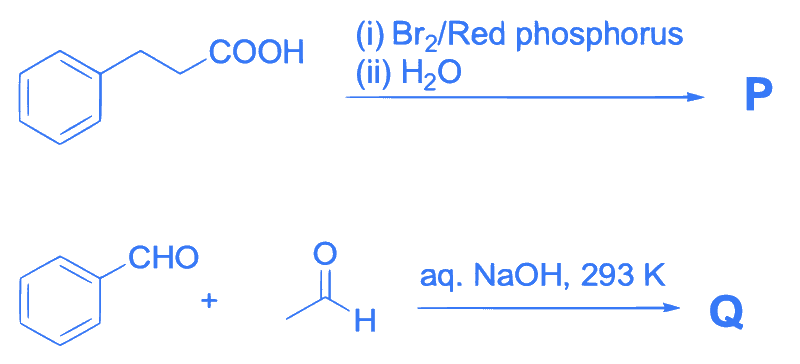 COOH
(i) Br₂/Red phosphorus
(ii) H₂O
P
CHO
+
O
H
aq. NaOH, 293 K
Q